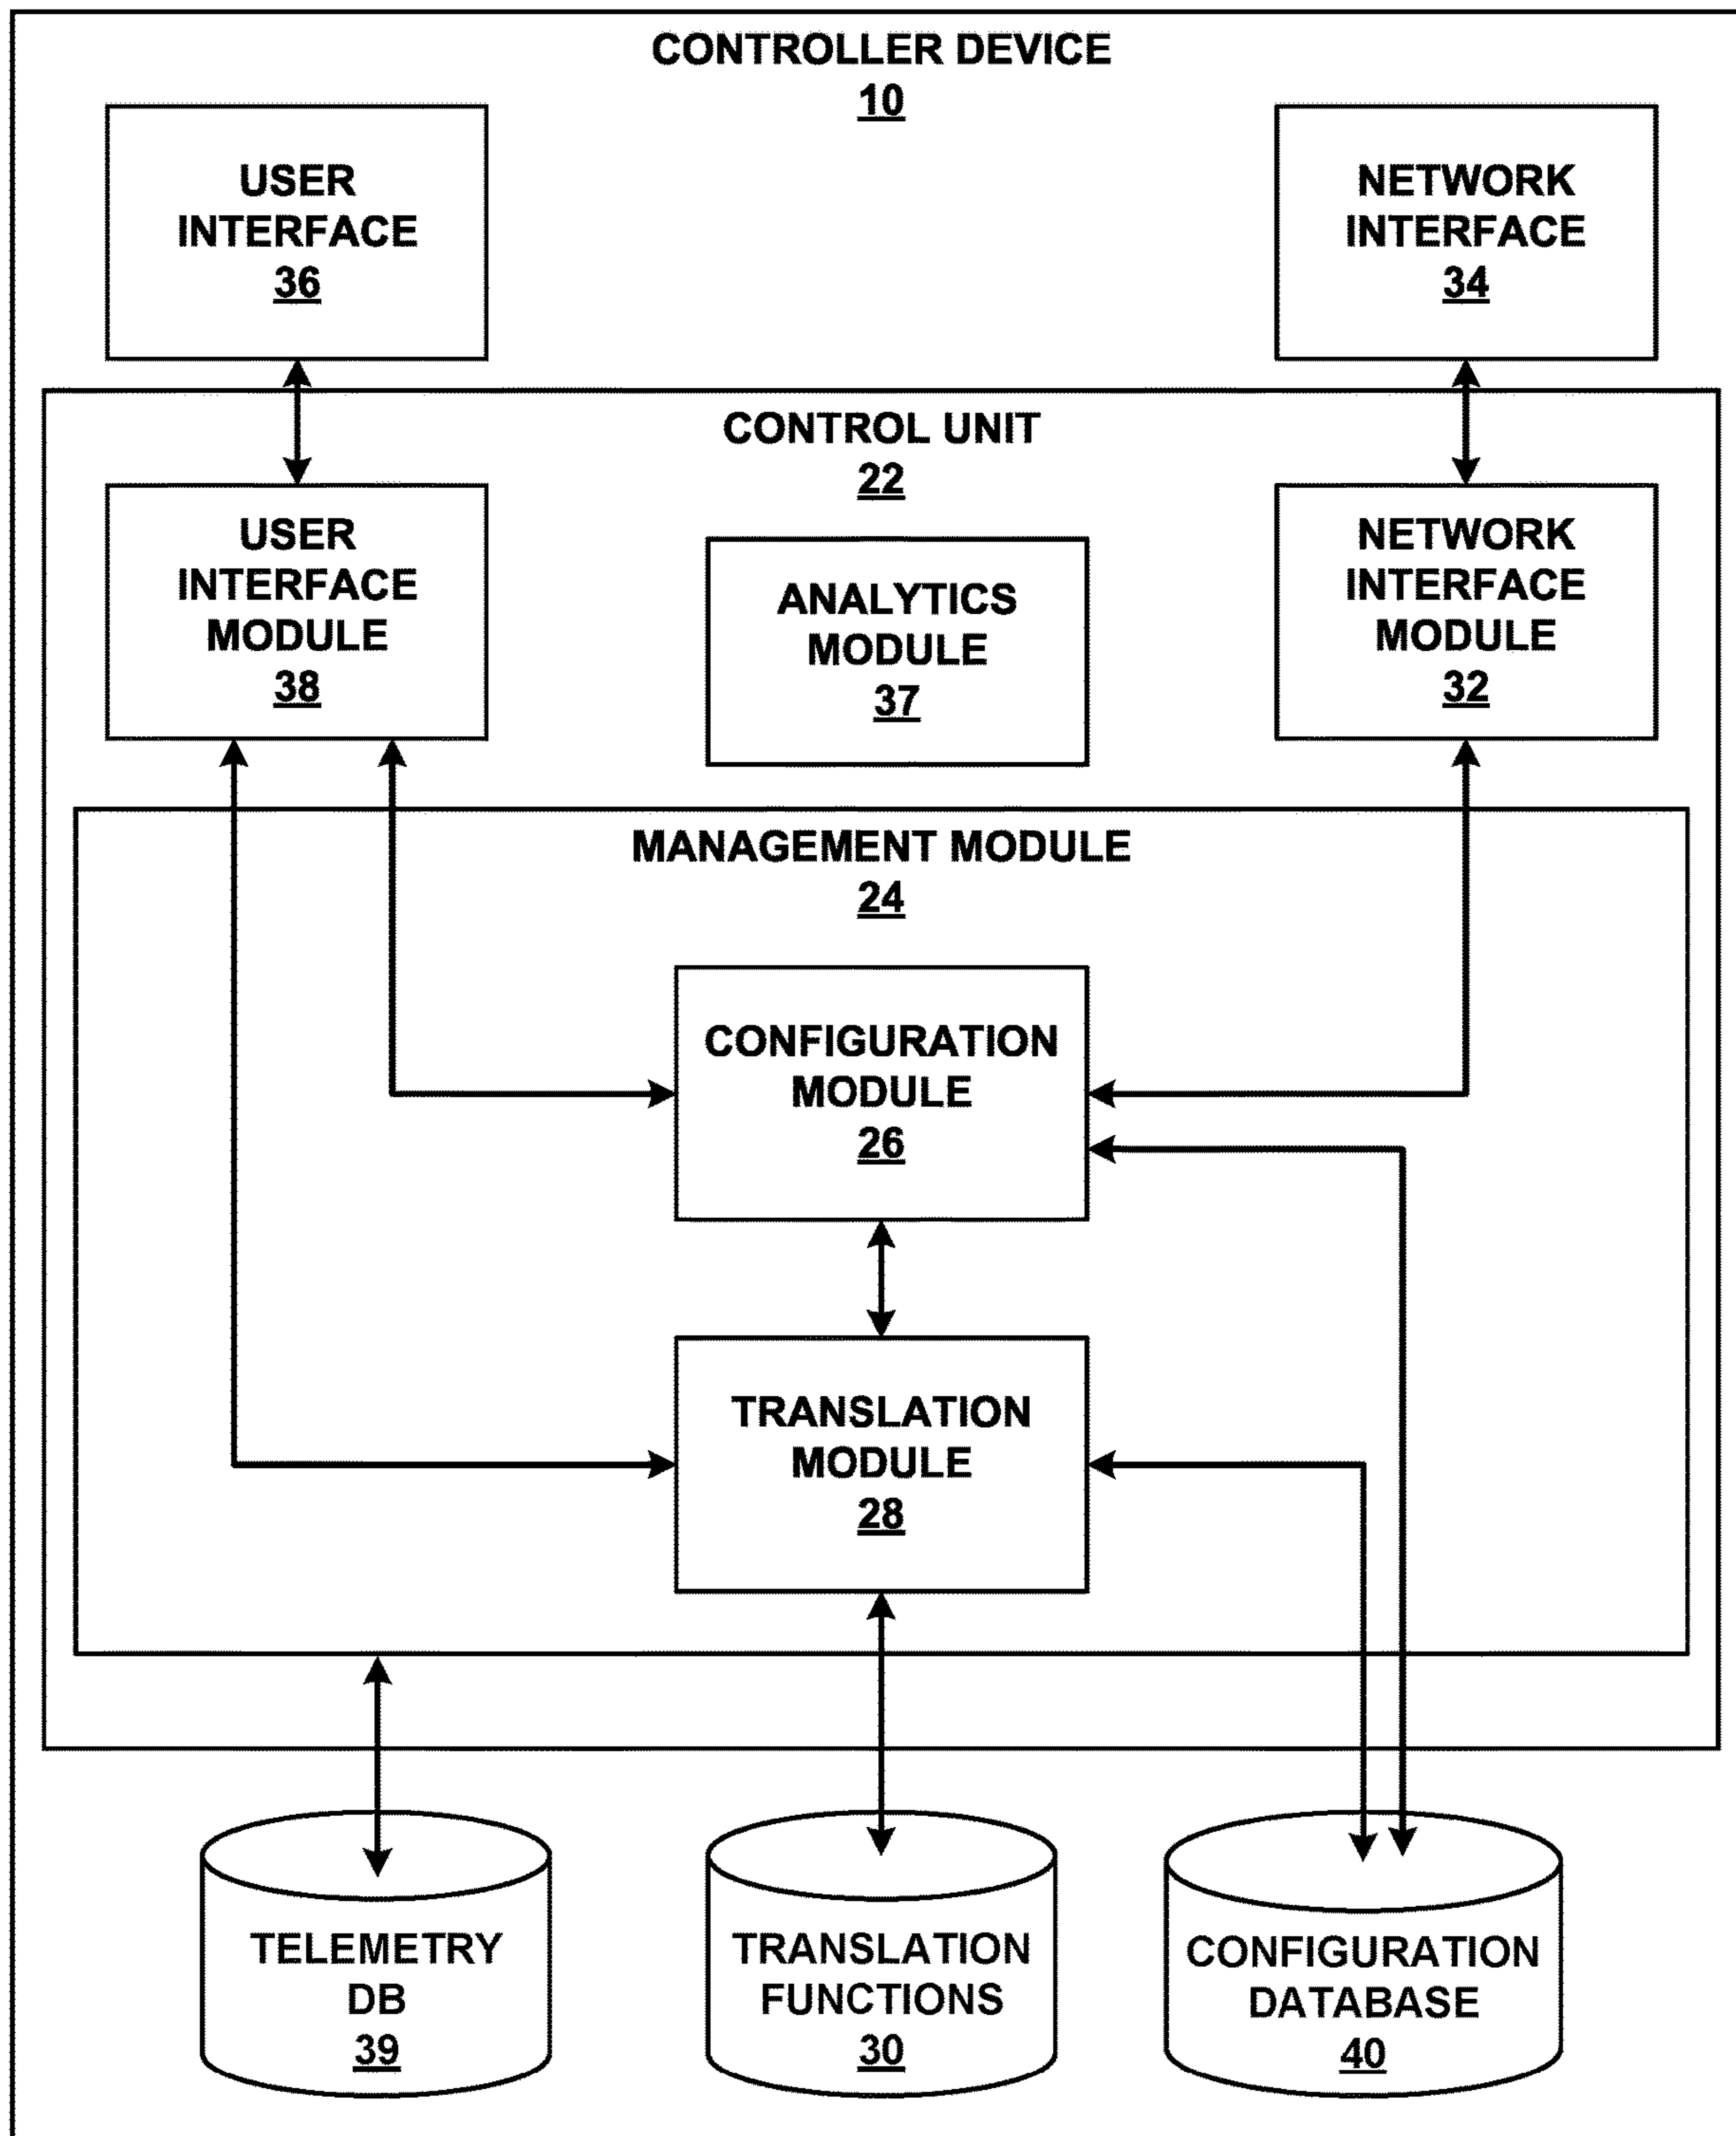 CONTROLLER DEVICE
10
USER
INTERFACE
36
NETWORK
INTERFACE
34
CONTROL UNIT
22
USER
INTERFACE
MODULE
38
ANALYTICS
MODULE
37
NETWORK
INTERFACE
MODULE
32
MANAGEMENT MODULE
24
CONFIGURATION
MODULE
26
TRANSLATION
MODULE
28
TELEMETRY
DB
39
TRANSLATION
FUNCTIONS
30
CONFIGURATION
DATABASE
40